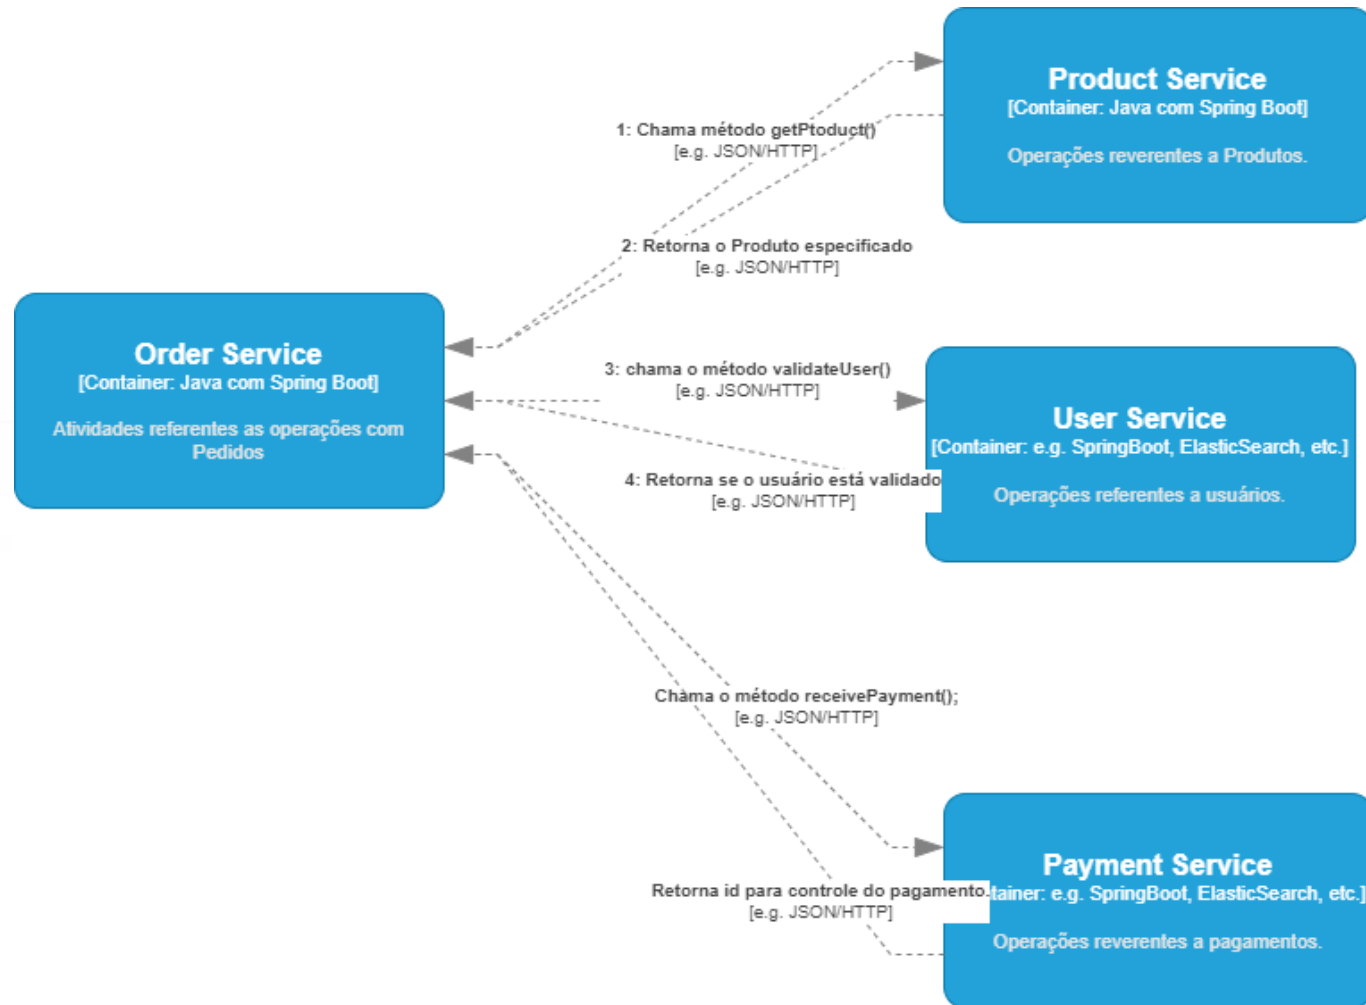 Product Service
[Container: Java com Spring Boot]
Operações reverentes a Produtos.
1: Chama método getPtoduct()
[e.g. JSON/HTTP]
2: Retorna o Produto especificado
[e.g. JSON/HTTP]
Order Service
[Container: Java com Spring Boot]
Atividades referentes as operações com
Pedidos
3: chama o método validateUser()
[e.g. JSON/HTTP]
User Service
[Container: e.g. SpringBoot, ElasticSearch, etc.]
Operações referentes a usuários.
4: Retorna se o usuário está validado
[e.g. JSON/HTTP]
Chama o método receivePayment();
[e.g. JSON/HTTP]
Payment Service
tainer: e.g. SpringBoot, ElasticSearch, etc.]
Operações reverentes a pagamentos.
Retorna id para controle do pagamento.
[e.g. JSON/HTTP]